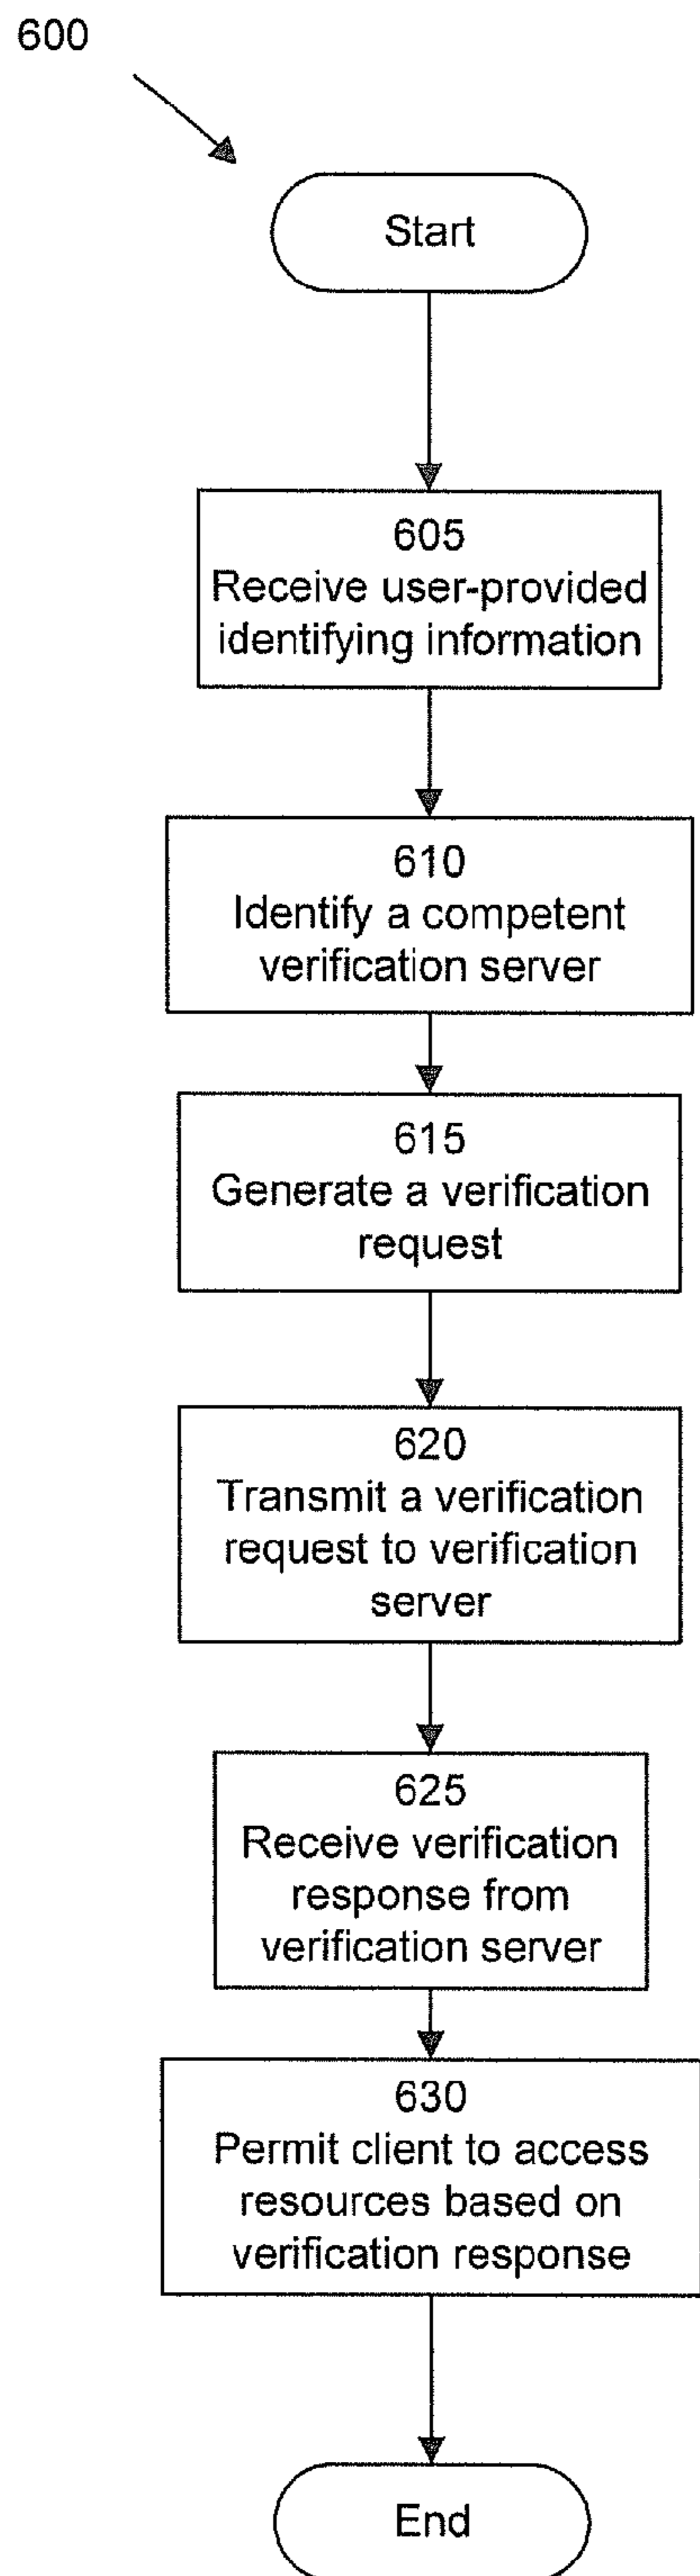 600
Start
605
Receive user-provided
identifying information
610
Identify a competent
verification server
615
Generate a verification
request
620
Transmit a verification
request to verification
server
625
Receive verification
response from
verification server
630
Permit client to access
resources based on
verification response
End